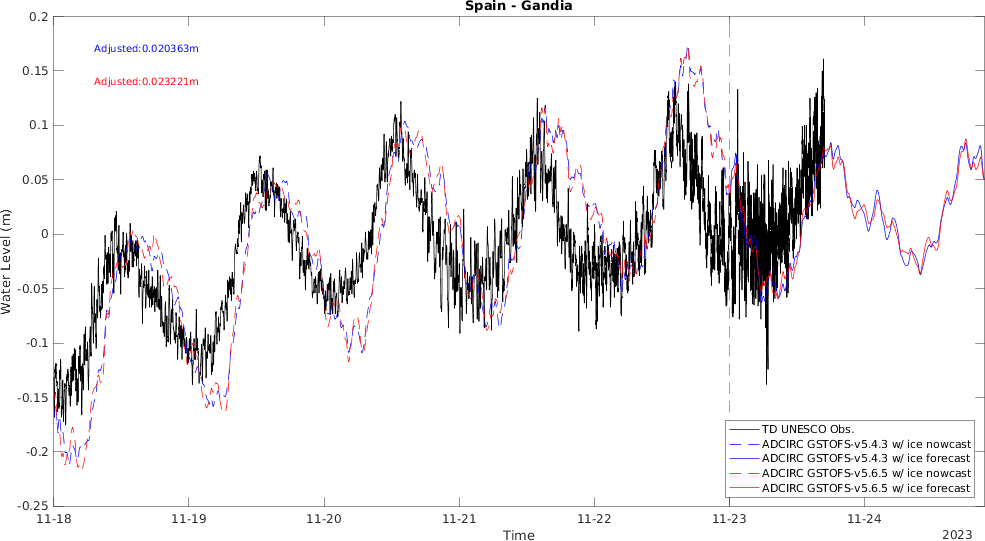 Spain - Gandia
0.2
0.15
0.1
0.05
0
-0.05
-0.1
-0.15
-0.2
-0.25
Water Level (m)
Adjusted:0.020363m
Adjusted:0.023221m
TD UNESCO Obs.
ADCIRC GSTOFS-v5.4.3 w/ ice nowcast
ADCIRC GSTOFS-v5.4.3 w/ ice forecast
ADCIRC GSTOFS-v5.6.5 w/ ice nowcast
ADCIRC GSTOFS-v5.6.5 w/ ice forecast
11-18 11-19 11-20 11-21 11-22 11-23 11-24
Time
2023